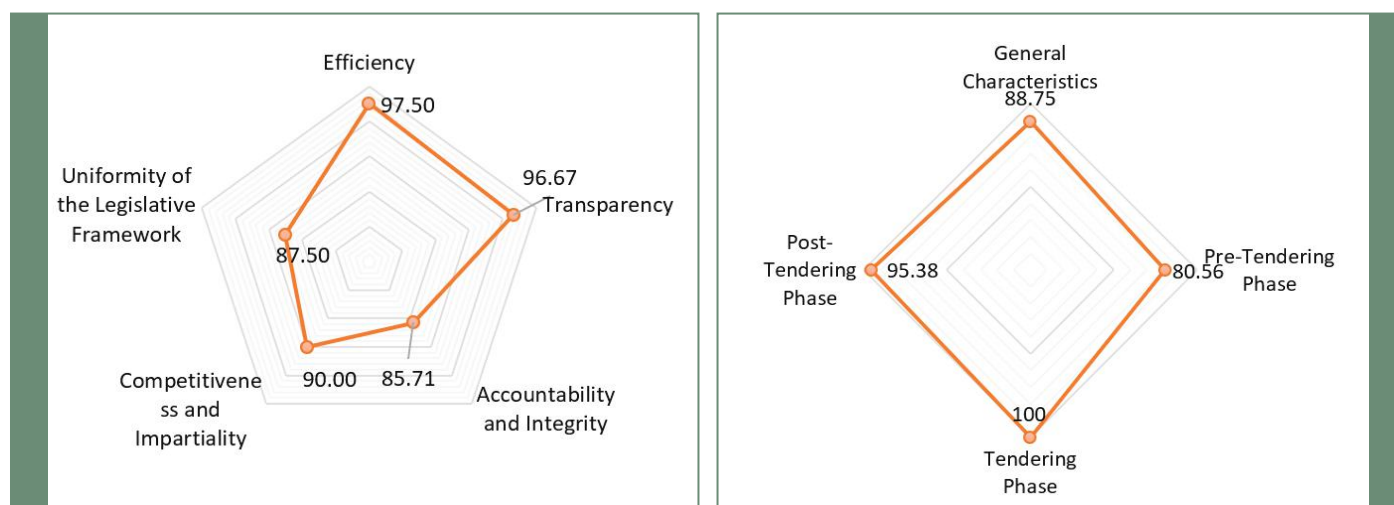 Efficiency
97.50
96.67
Transparency
Uniformity of
the Legislative
Framework
87.50
Competitivene
ss and
Impartiality
90.00
85.71
Accountability
and Integrity
General
Characteristics
88.75
Post-
Tendering
Phase
95.38
Pre-Tendering
Phase
80.56
100
Tendering
Phase